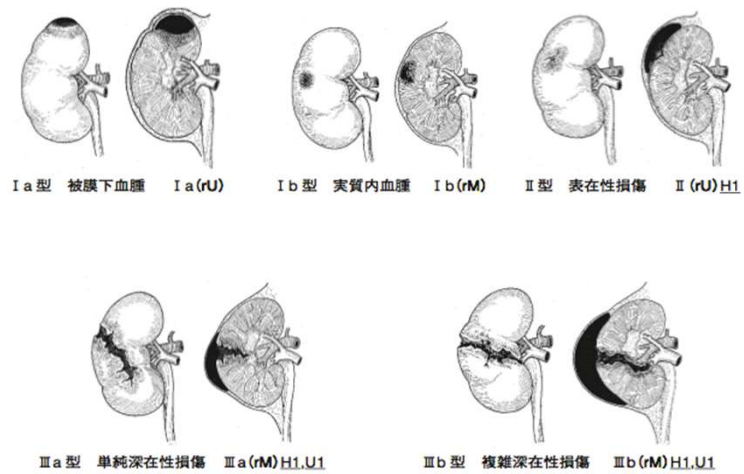 Ⅰa型 被膜下血腫 Ⅰa(rU)
Ⅰb型 実質内血腫 Ⅰb(rM)
Ⅱ型 表在性損傷 Ⅱ(rU)H1
Ⅲa型 単純深在性損傷 Ⅲa(rM)H1,U1
Ⅲb型 複雑深在性損傷 Ⅲb(rM)H1,U1